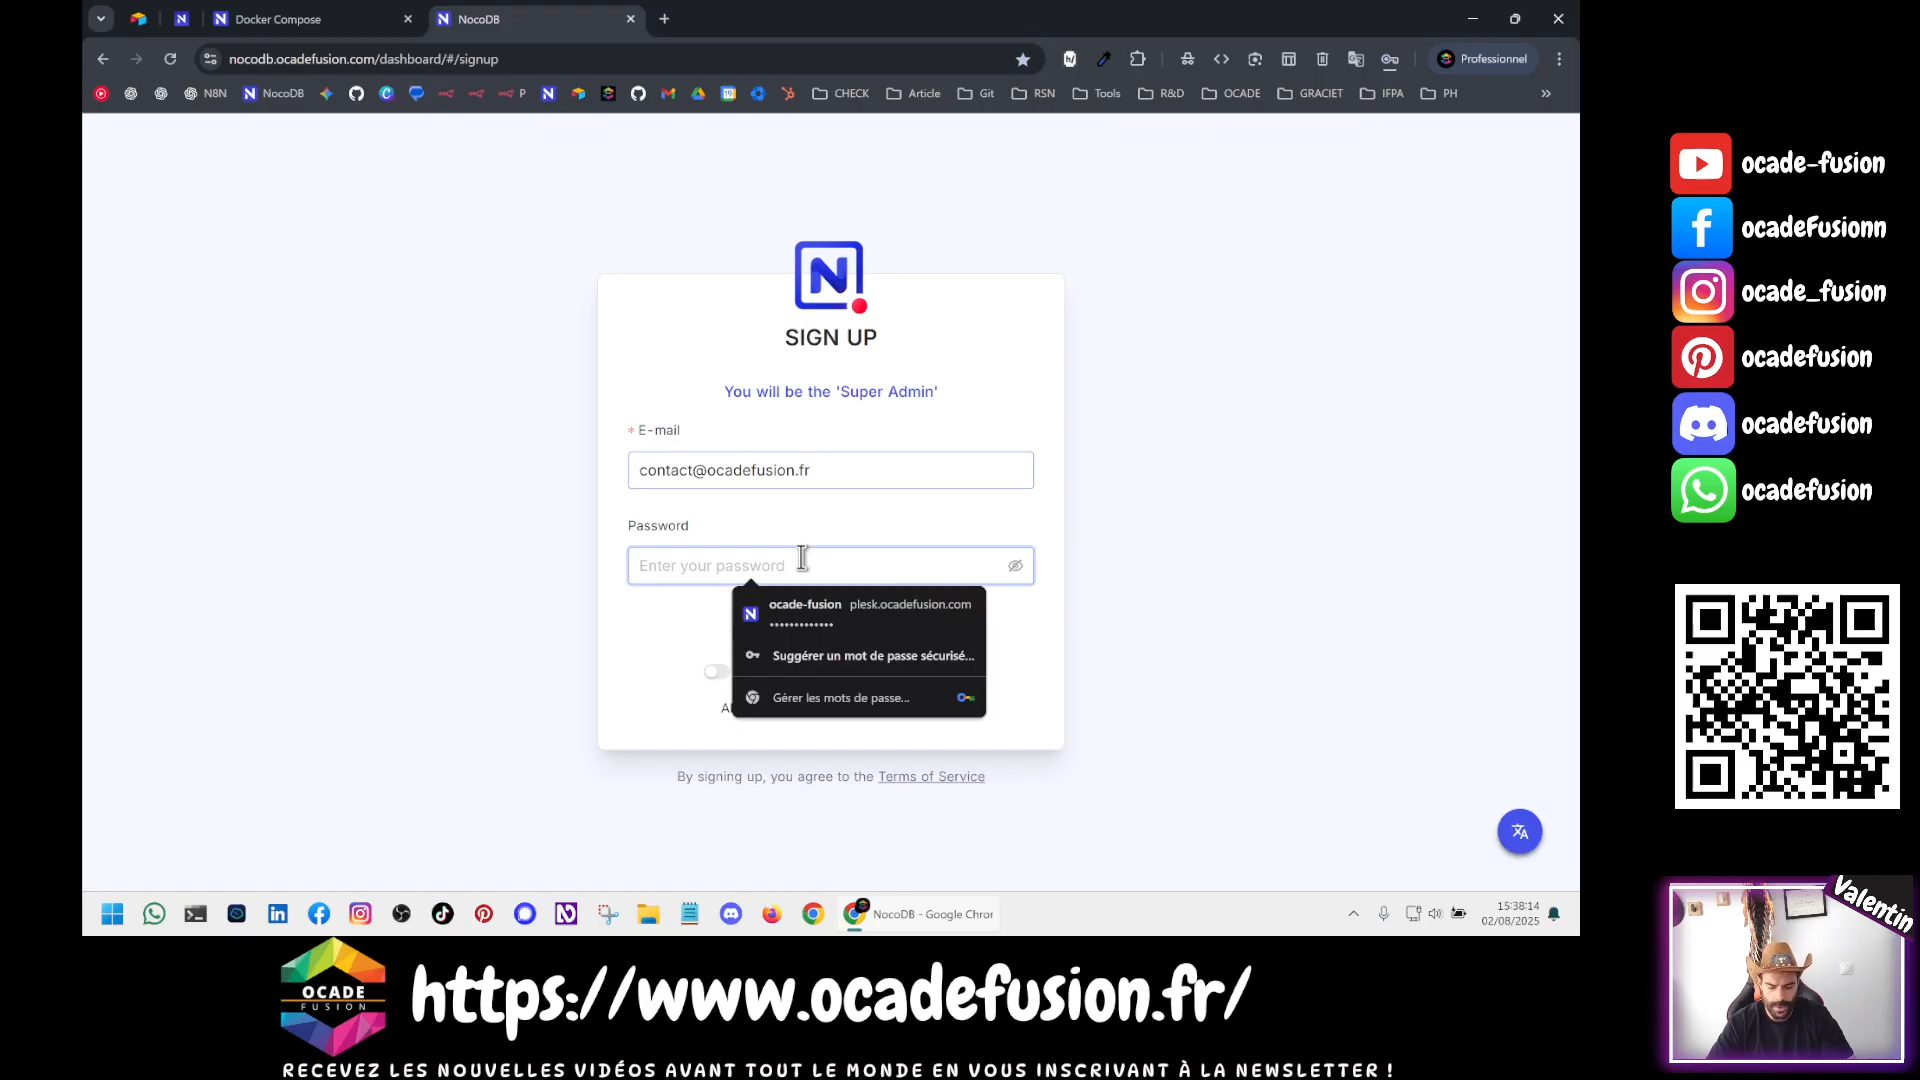 Docker Compose
NocoDB
nocodb.ocadefusion.com/dashboard/#/signup
Professionnel
N8N
NocoDB
P
CHECK
Article
Git
RSN
Tools
R&D
OCADE
GRACIET
IFPA
PH
SIGN UP
You will be the 'Super Admin'
* E-mail
contact@ocadefusion.fr
Password
Enter your password
ocade-fusion plesk.ocadefusion.com
•••••••••••••
Suggérer un mot de passe sécurisé...
Gérer les mots de passe...
By signing up, you agree to the Terms of Service
NocoDB - Google Chror
15:38:14
02/08/2025
ocade-fusion
ocadeFusionn
ocade_fusion
ocadefusion
ocadefusion
ocadefusion
Valentin
OCADE
FUSION
https://www.ocadefusion.fr/
RECEVEZ LES NOUVELLES VIDÉOS AVANT TOUT LE MONDE EN VOUS INSCRIVANT À LA NEWSLETTER !